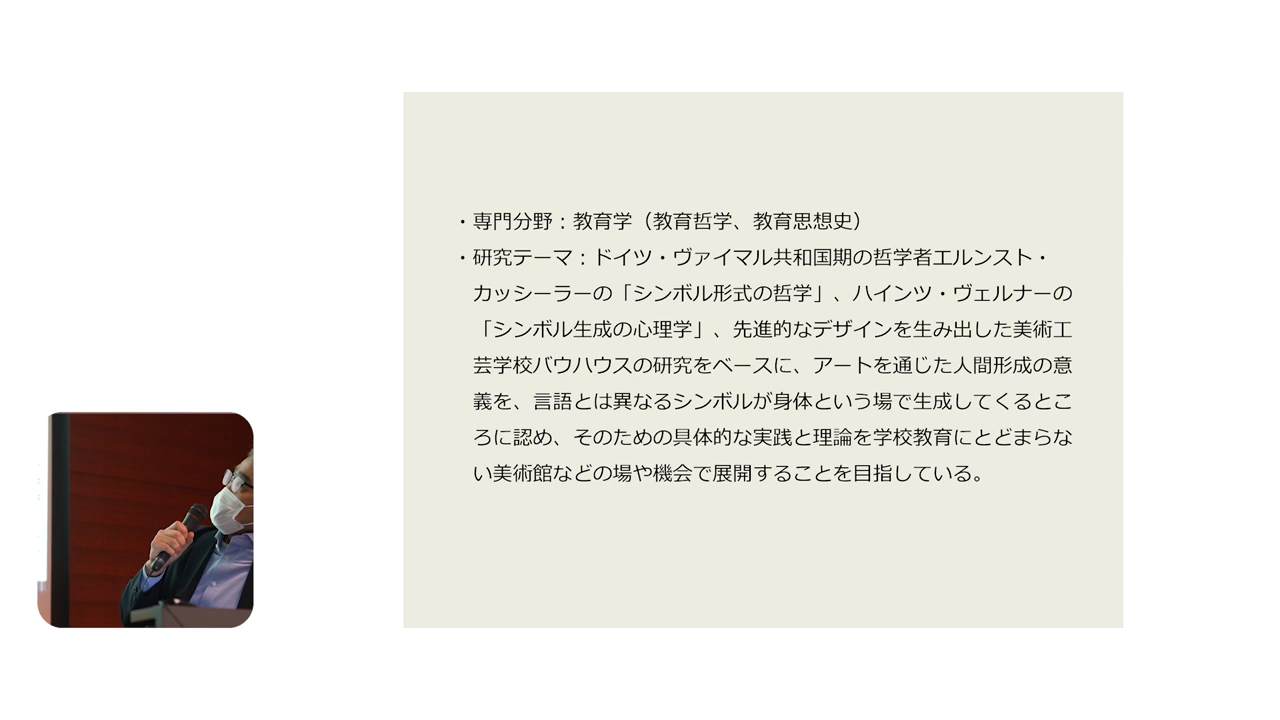 ・専門分野：教育学（教育哲学、教育思想史）
・研究テーマ：ドイツ・ヴァイマル共和国期の哲学者エルンスト・
カッシーラーの「シンボル形式の哲学」、ハインツ・ヴェルナーの
「シンボル生成の心理学」、先進的なデザインを生み出した美術工
芸学校バウハウスの研究をベースに、アートを通じた人間形成の意
義を、言語とは異なるシンボルが身体という場で生成してくるとこ
ろに認め、そのための具体的な実践と理論を学校教育にとどまらな
い美術館などの場や機会で展開することを目指している。